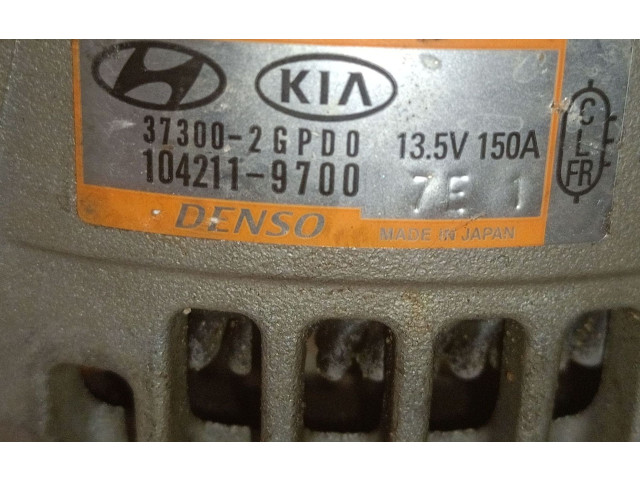 KIA
37300-2GPD0 13.5V 150A
104211-9700 7E 1
DENSO MADE IN JAPAN
C
L
FR